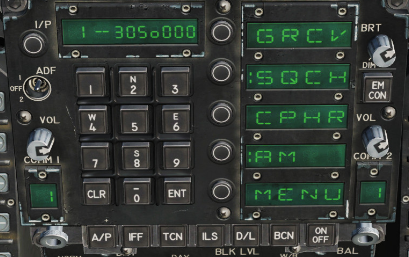 I/P
1--305o000
GRCV
BRT
ADF
1
OFF
2
:SQCH
DIM
EM
CON
1
N
2
3
W
4
5
E
6
CPHR
VOL
VOL
7
S
8
9
:AM
COMM 1
COMM 2
CLR
-
0
ENT
1
MENU
1
A/P
IFF
TCN
ILS
D/L
BCN
ON
OFF
BLK LVL
BAL